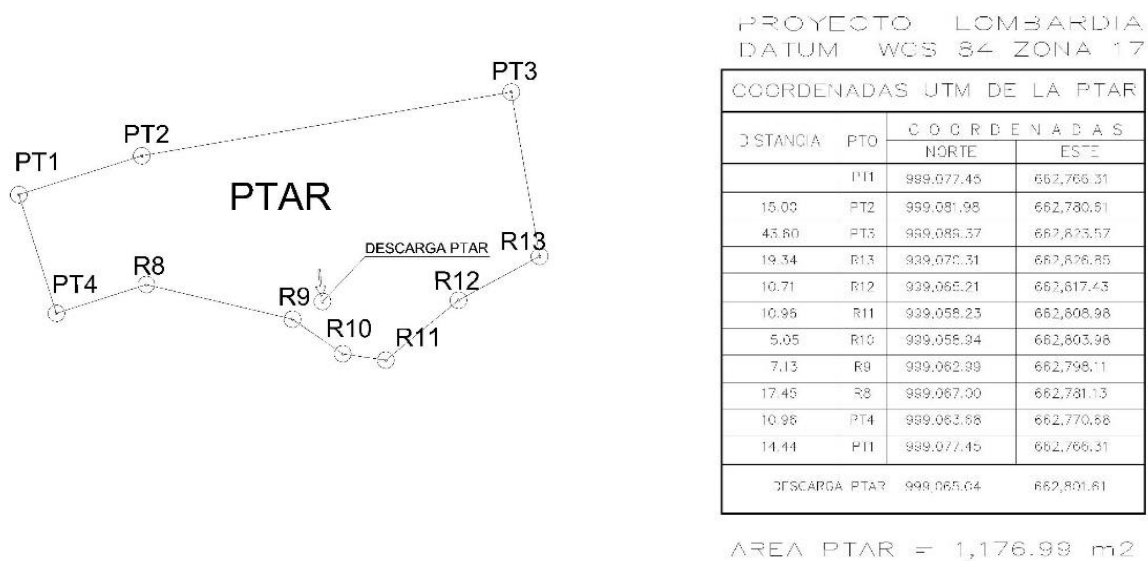 PT3
PT2
PT1
PTAR
DESCARGA PTAR
R13
R8
PT4
R12
R9
R10
R11
PROYECTO LOMBARDIA
DATUM WGS 84 ZONA 17
COORDENADAS UTM DE LA PTAR
DISTANCIA PTO COORDENADAS
NORTE ESTE
PT1 999,077.45 662,766.31
15.00 PT2 999,081.98 662,780.61
43.60 PT3 999,089.37 662,823.57
19.34 R13 999,070.31 662,826.85
10.71 R12 999,065.21 662,817.43
10.96 R11 999,058.23 662,808.98
5.05 R10 999,058.94 662,803.98
7.13 R9 999,062.99 662,798.11
17.45 R8 999,067.00 662,781.13
10.96 PT4 999,063.68 662,770.68
14.44 PT1 999,077.45 662,766.31
DESCARGA PTAR 999,065.04 662,801.61
AREA PTAR = 1,176.99 m2